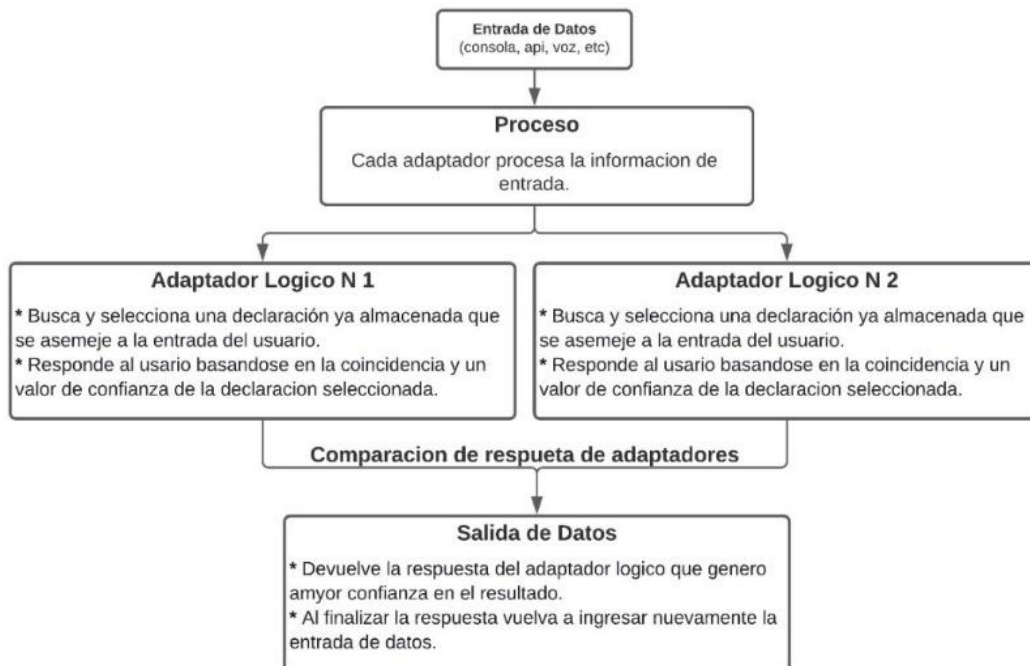 Entrada de Datos
(consola, api, voz, etc)
Proceso
Cada adaptador procesa la informacion de
entrada.
Adaptador Logico N 1
* Busca y selecciona una declaración ya almacenada que
se asemeje a la entrada del usuario.
* Responde al usario basandose en la coincidencia y un
valor de confianza de la declaracion seleccionada.
Adaptador Logico N 2
* Busca y selecciona una declaración ya almacenada que
se asemeje a la entrada del usuario.
* Responde al usario basandose en la coincidencia y un
valor de confianza de la declaracion seleccionada.
Comparacion de respueta de adaptadores
Salida de Datos
* Devuelve la respuesta del adaptador logico que genero
amyor confianza en el resultado.
* Al finalizar la respuesta vuelva a ingresar nuevamente la
entrada de datos.